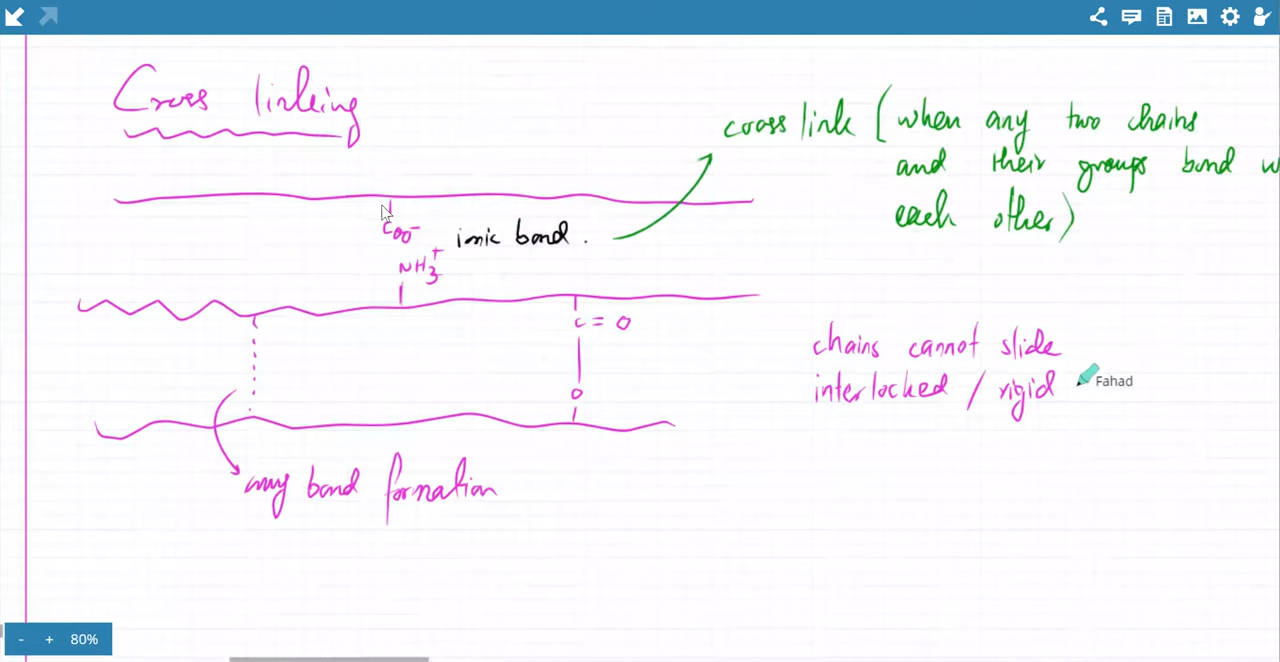 Cross linking
cross link (when any two chains
and their groups bond w
each other)
COO-
ionic bond.
NH3+
C = O
O
chains cannot slide
interlocked / rigid
Fahad
any bond formation
- + 80%